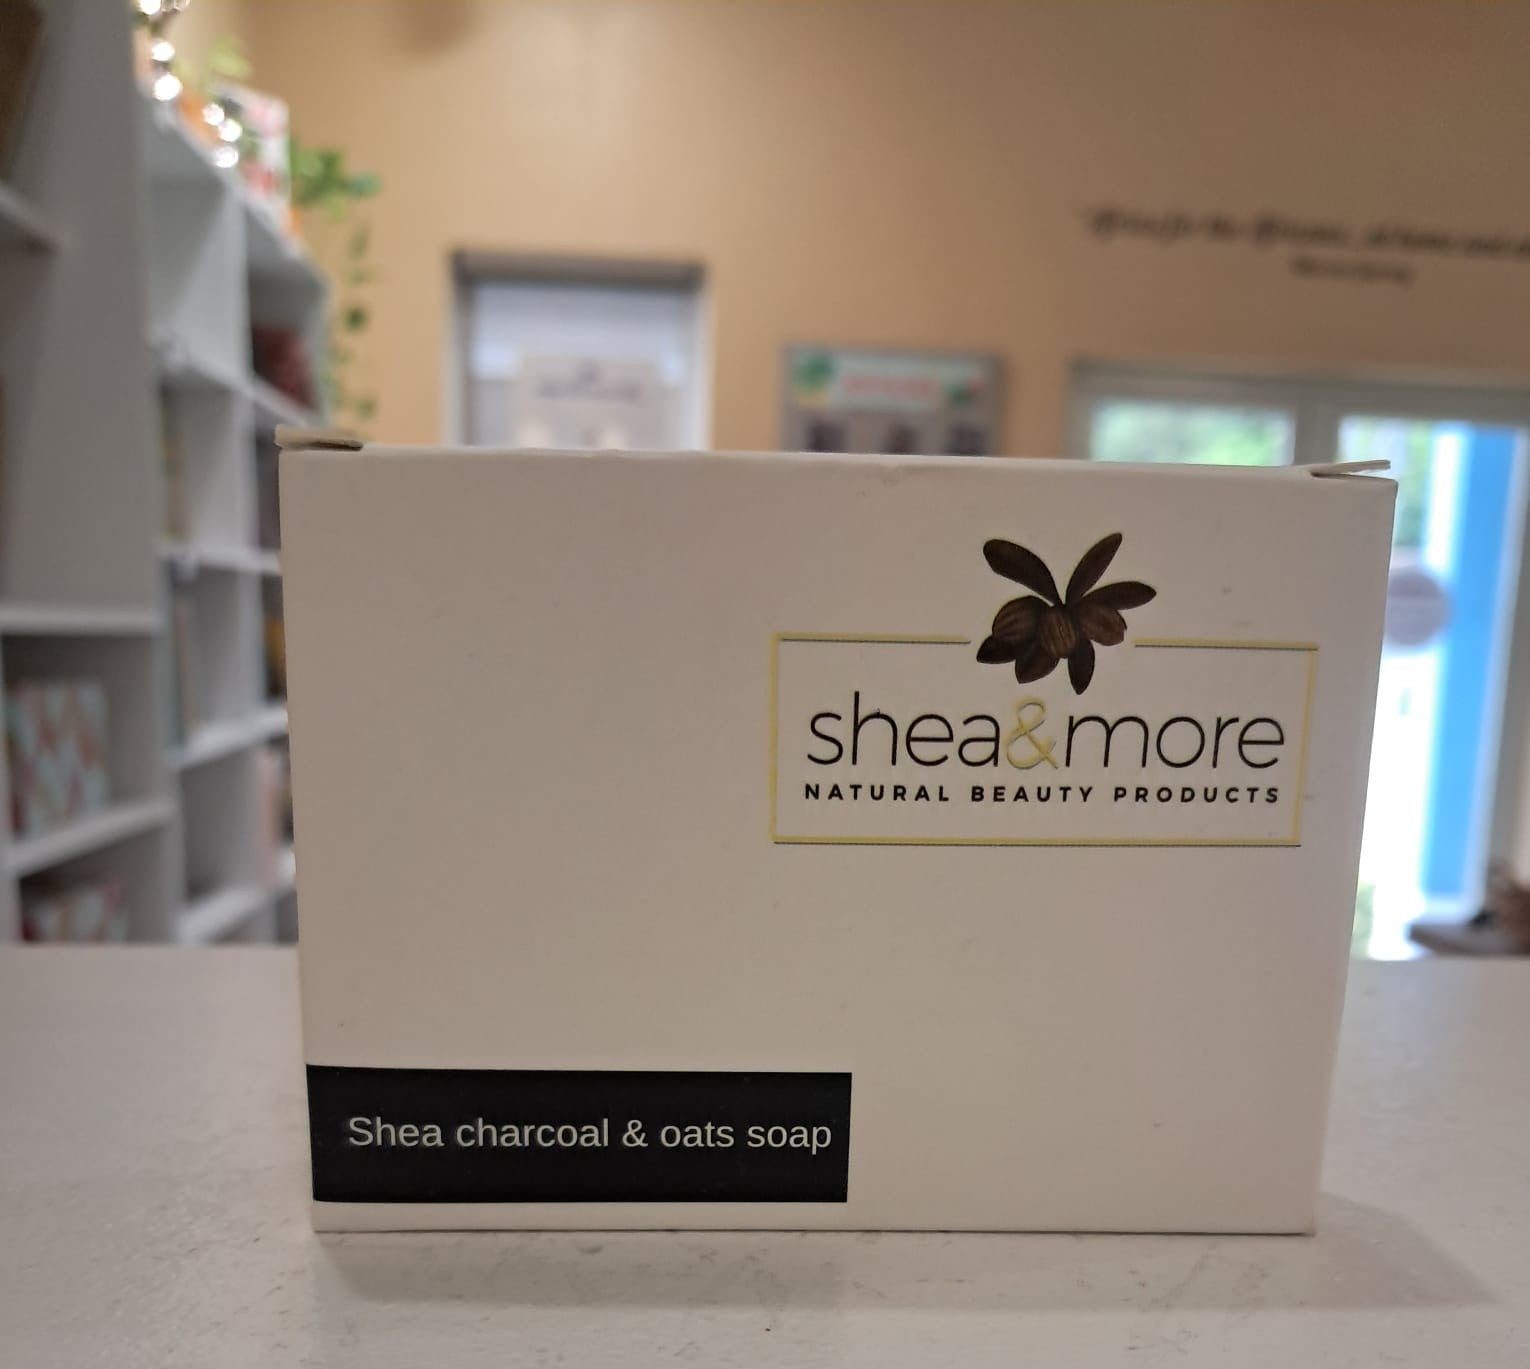 shea&more
NATURAL BEAUTY PRODUCTS
Shea charcoal & oats soap